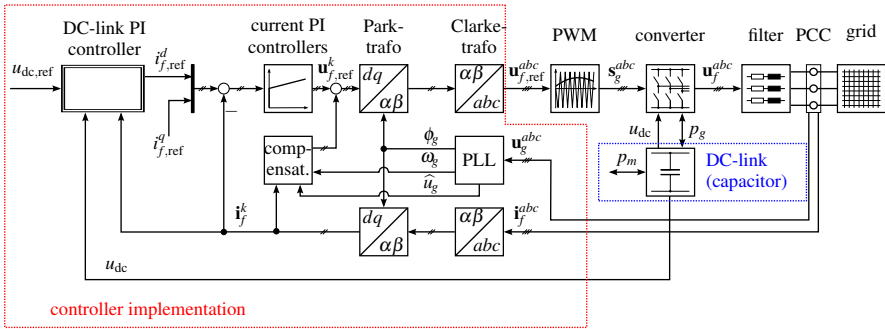 DC-link PI
controller
current PI
controllers
Park-
trafo
Clarke-
trafo
PWM
converter
filter
PCC
grid
u_dc,ref
i^d_f,ref
i^q_f,ref
−
u^k_f,ref
dq
αβ
αβ
abc
u^abc_f,ref
s^abc_g
u^abc_f
u_dc
p_g
p_m
DC-link
(capacitor)
comp-
ensat.
ϕ_g
ω_g
û_g
PLL
u^abc_g
i^k_f
dq
αβ
αβ
abc
i^abc_f
u_dc
controller implementation